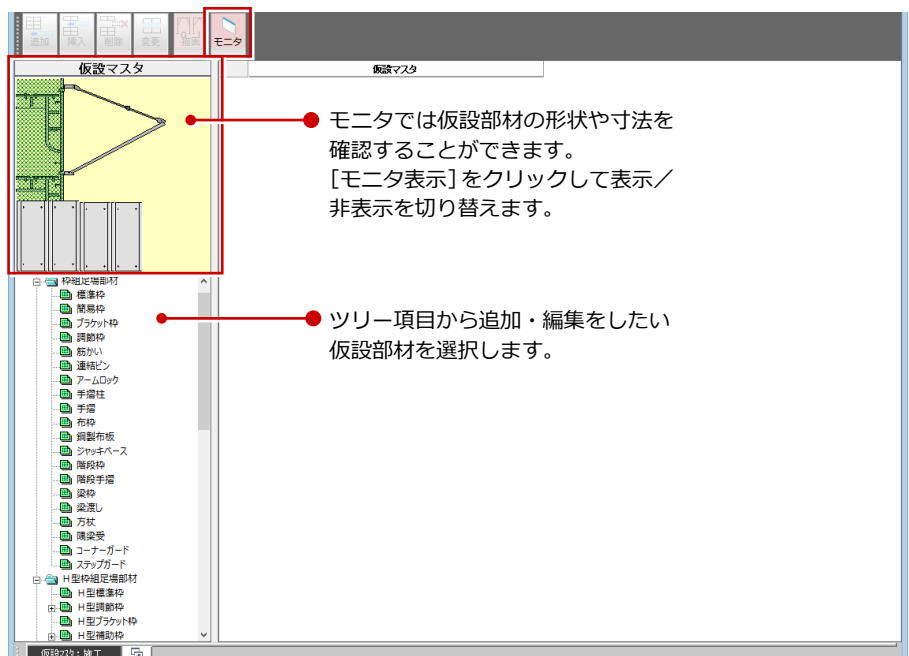 追加 挿入 削除 変更 描画 モニタ
仮設マスタ
仮設マスタ
モニタでは仮設部材の形状や寸法を
確認することができます。
[モニタ表示]をクリックして表示／
非表示を切り替えます。
枠組足場部材
標準枠
簡易枠
ブラケット枠
調節枠
筋かい
連結ピン
アームロック
手摺柱
手摺
布枠
鋼製布板
ジャッキベース
階段枠
階段手摺
梁枠
梁渡し
方杖
隅梁受
コーナーガード
ステップガード
H型枠組足場部材
H型標準枠
H型調節枠
H型ブラケット枠
H型補助枠
ツリー項目から追加・編集をしたい
仮設部材を選択します。
仮設マスタ：施工